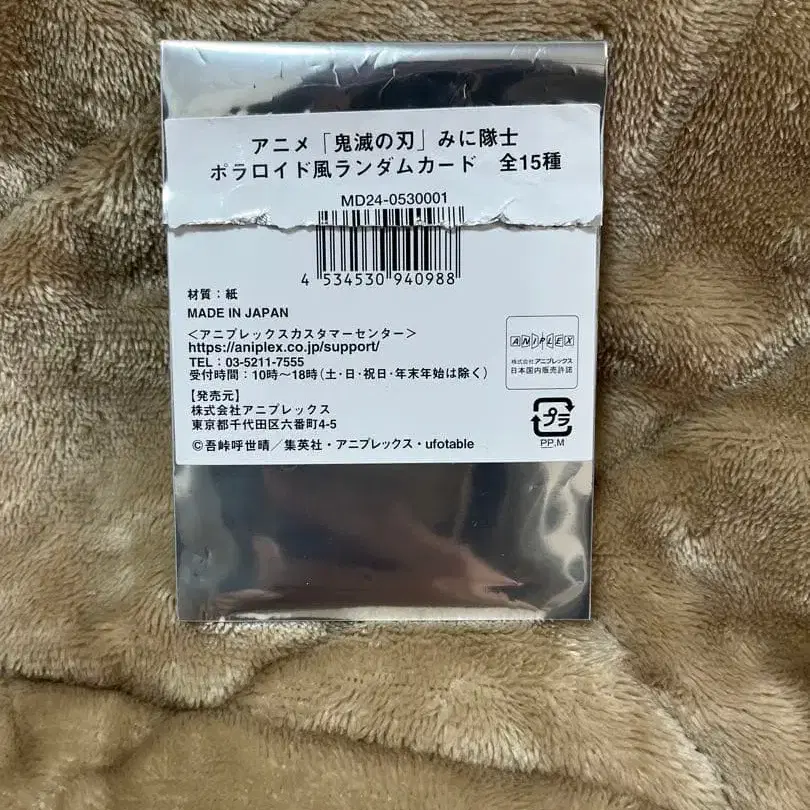 アニメ「鬼滅の刃」みに隊士
ポラロイド風ランダムカード　全15種
MD24-0530001
4 534530 940988
材質：紙
MADE IN JAPAN
＜アニプレックスカスタマーセンター＞
https://aniplex.co.jp/support/
TEL：03-5211-7555
受付時間：10時〜18時（土・日・祝日・年末年始は除く）
【発売元】
株式会社アニプレックス
東京都千代田区六番町4-5
©吾峠呼世晴／集英社・アニプレックス・ufotable
ANIPLEX
株式会社アニプレックス
日本国内販売許諾
プラ
PP,M